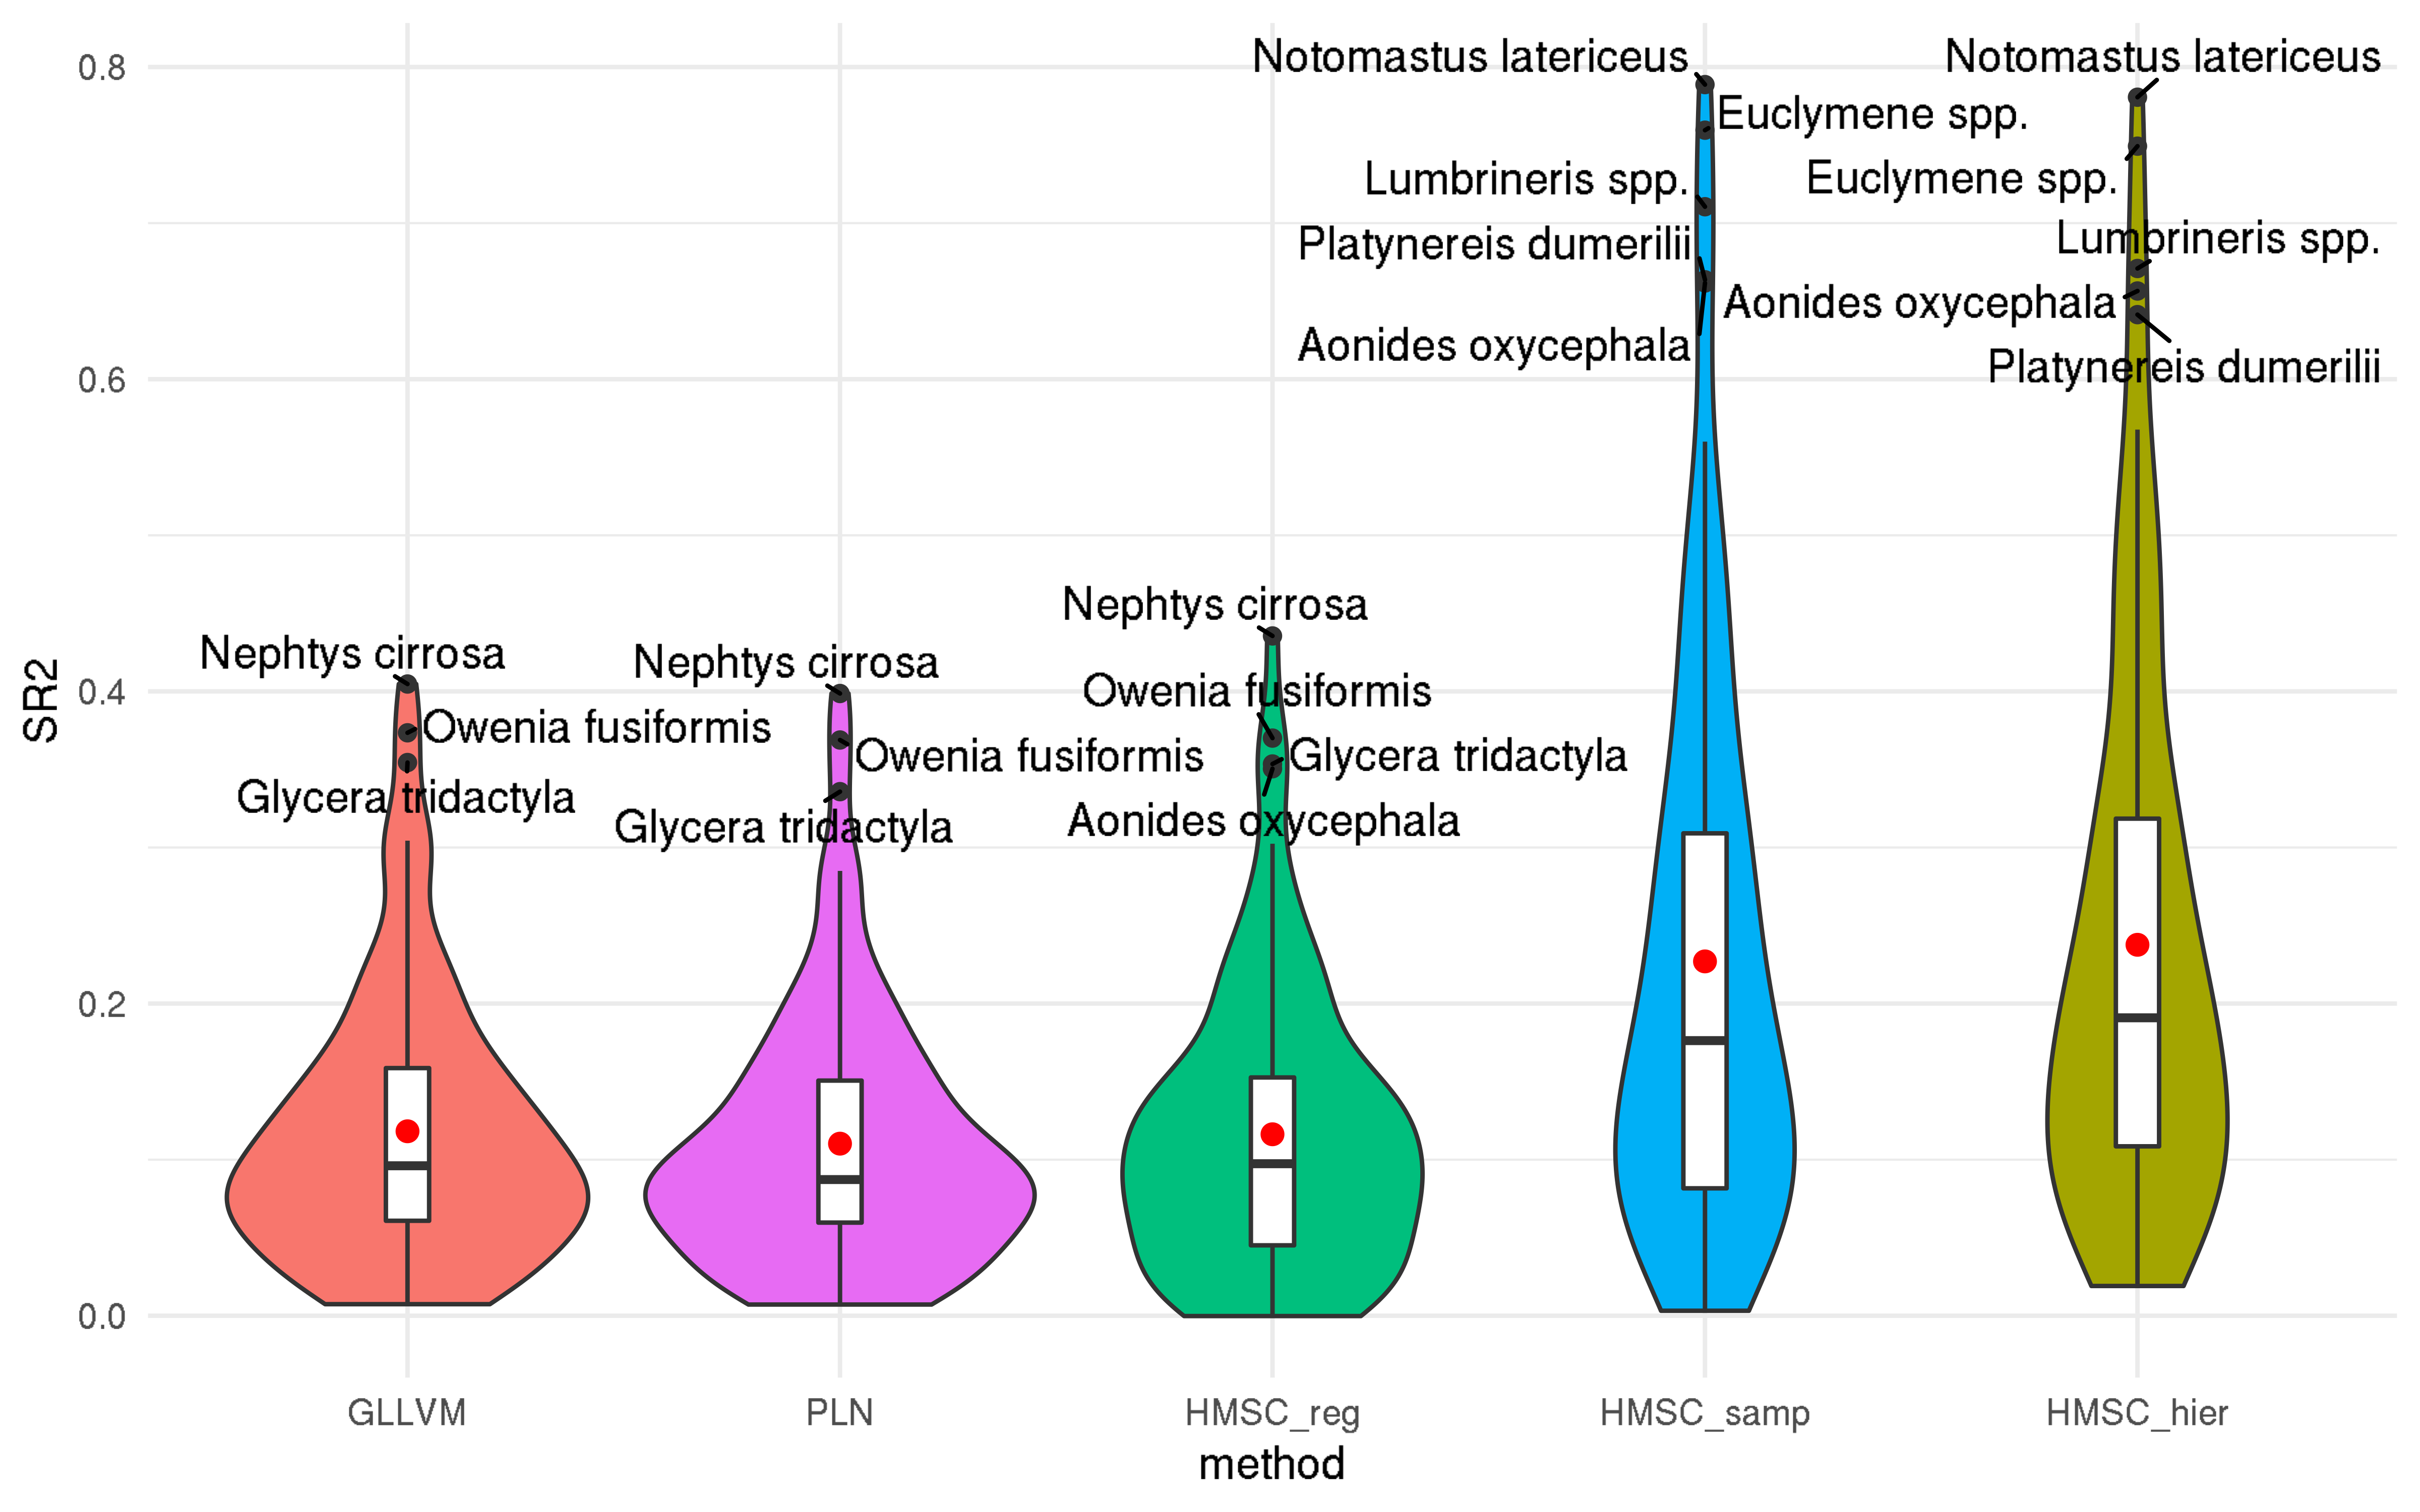 Notomastus latericeus
Notomastus latericeus
Euclymene spp.
Lumbrineris spp.
Euclymene spp.
Platynereis dumerilii
Lumbrineris spp.
Aonides oxycephala
Aonides oxycephala
Platynereis dumerilii
Nephtys cirrosa
Nephtys cirrosa
Nephtys cirrosa
Owenia fusiformis
Owenia fusiformis
Owenia fusiformis
Glycera tridactyla
Glycera tridactyla
Glycera tridactyla
Aonides oxycephala
0.8
0.6
0.4
0.2
0.0
SR2
GLLVM
PLN
HMSC_reg
HMSC_samp
HMSC_hier
method